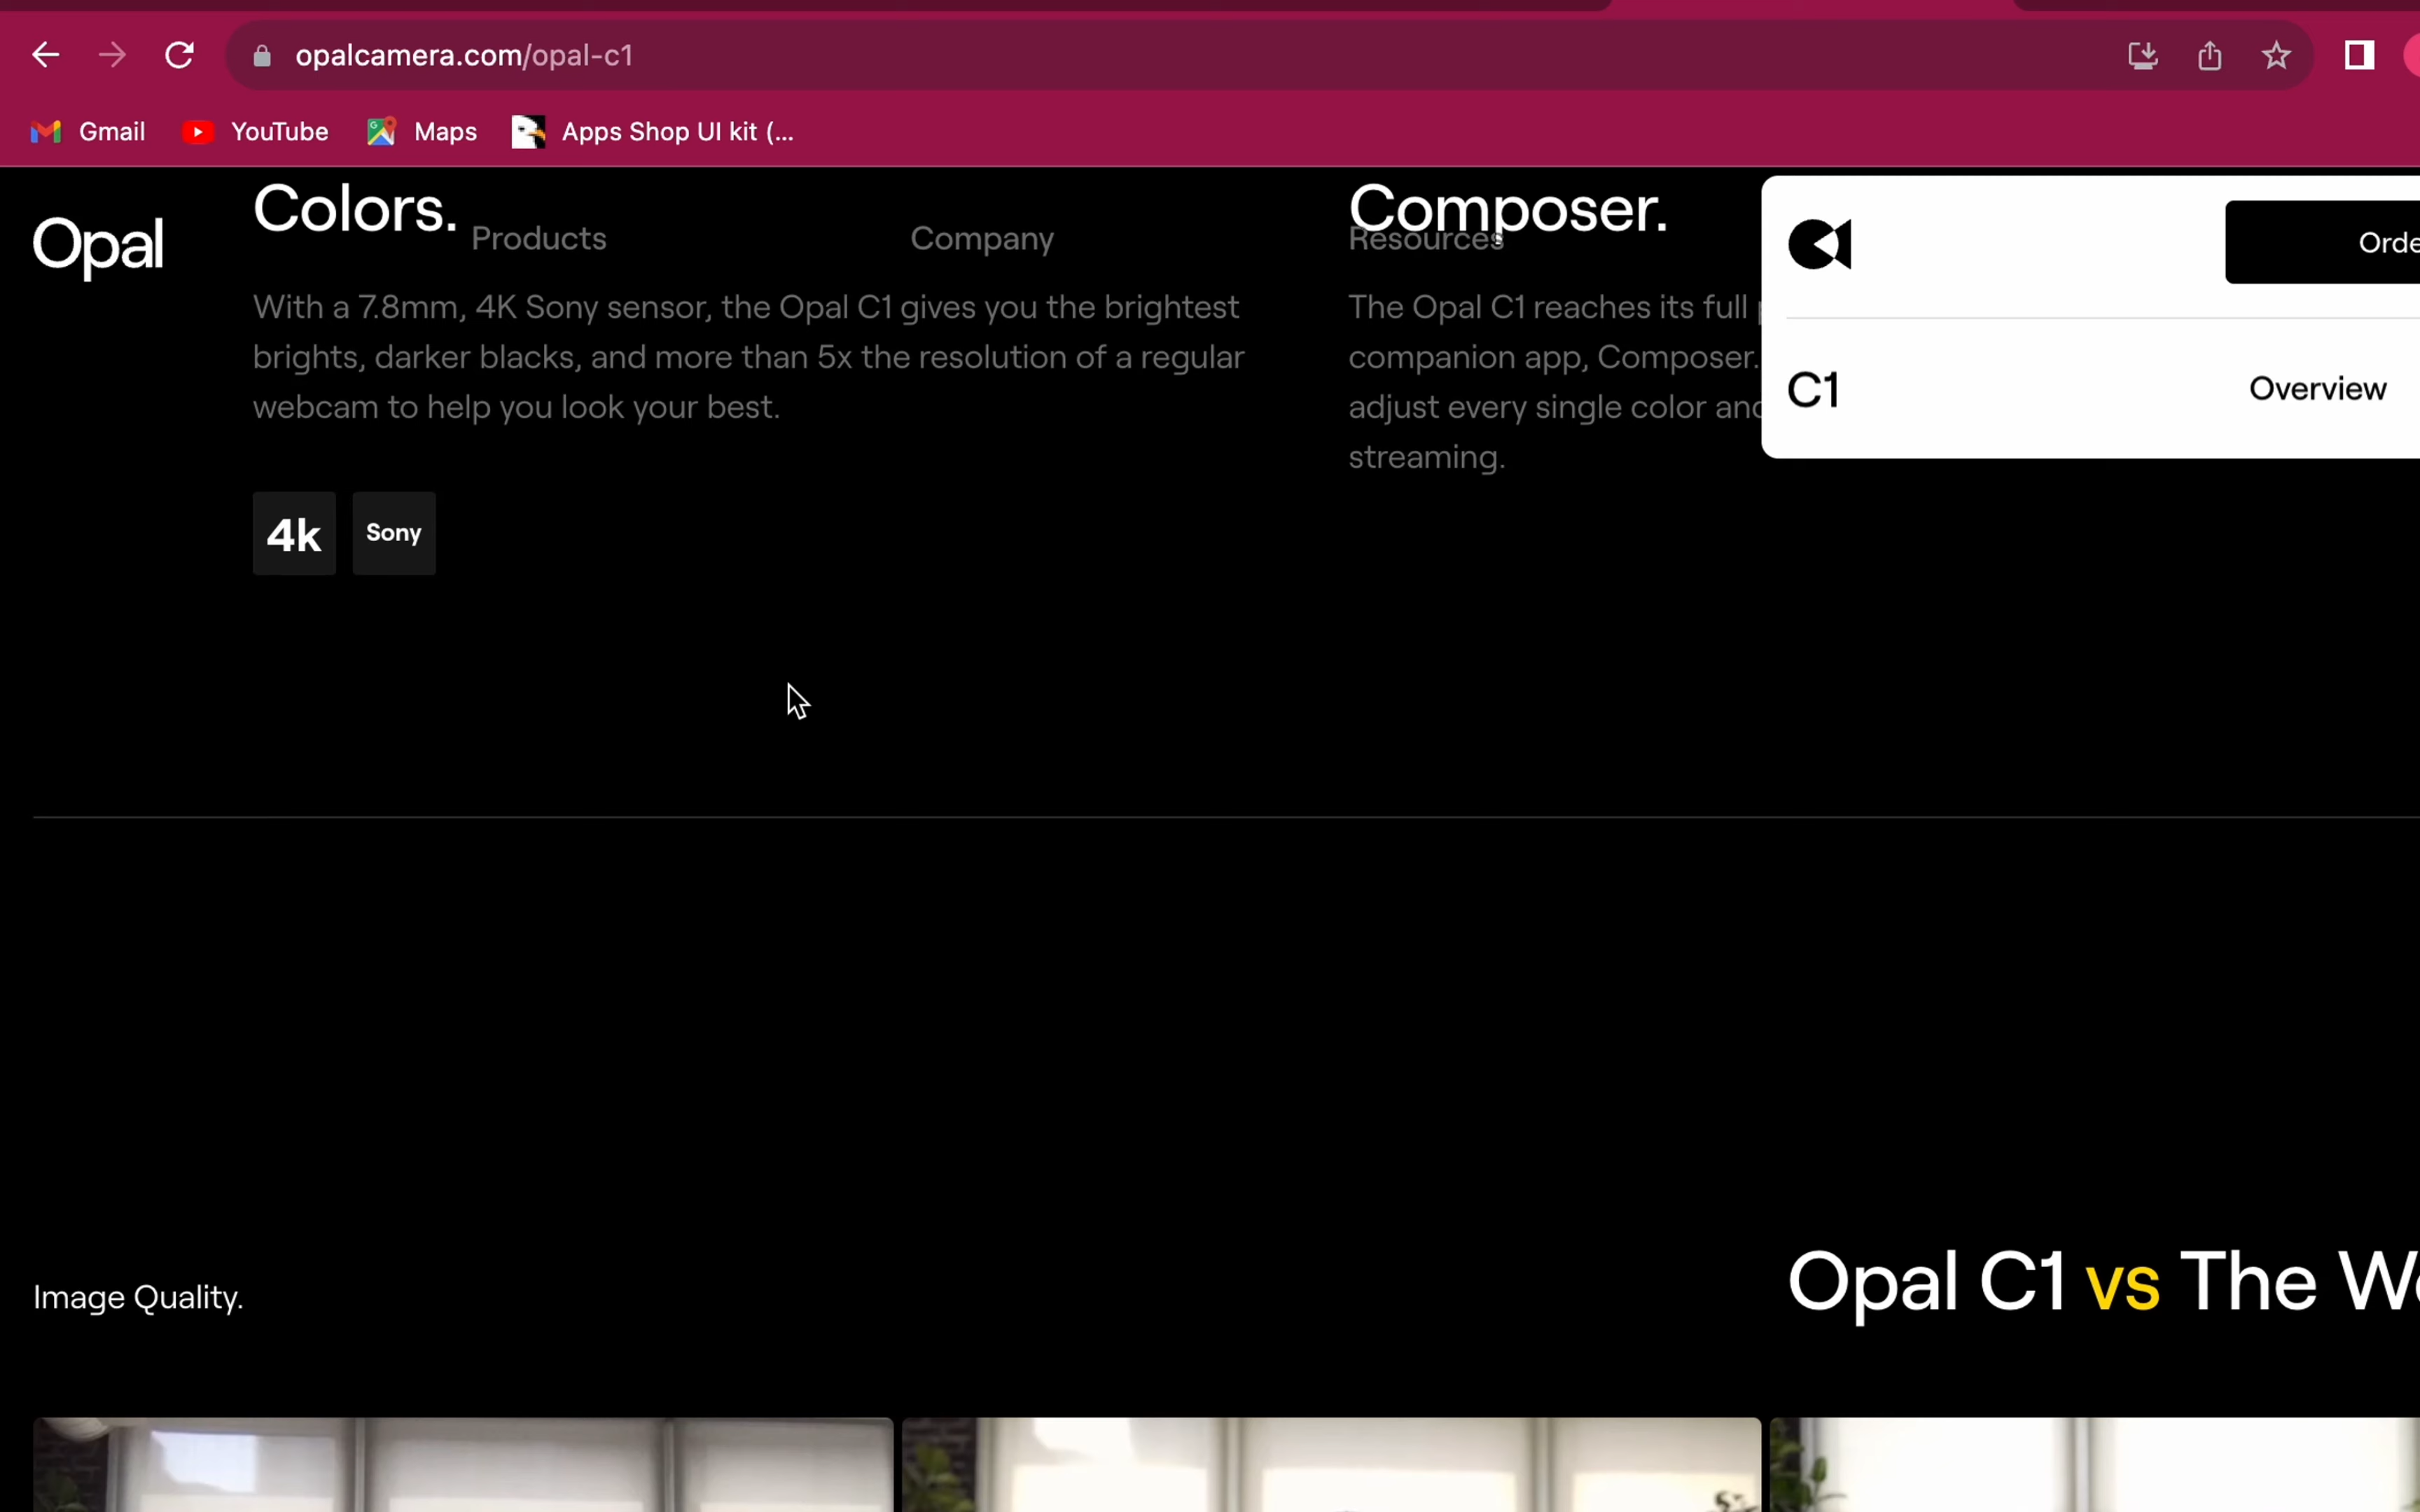 opalcamera.com/opal-c1
Gmail YouTube Maps Apps Shop UI kit (...
Opal
Products Company Resources
Colors.
With a 7.8mm, 4K Sony sensor, the Opal C1 gives you the brightest
brights, darker blacks, and more than 5x the resolution of a regular
webcam to help you look your best.
4k Sony
Composer.
The Opal C1 reaches its full
companion app, Composer.
adjust every single color and
streaming.
C1 Overview
Image Quality.
Opal C1 vs The